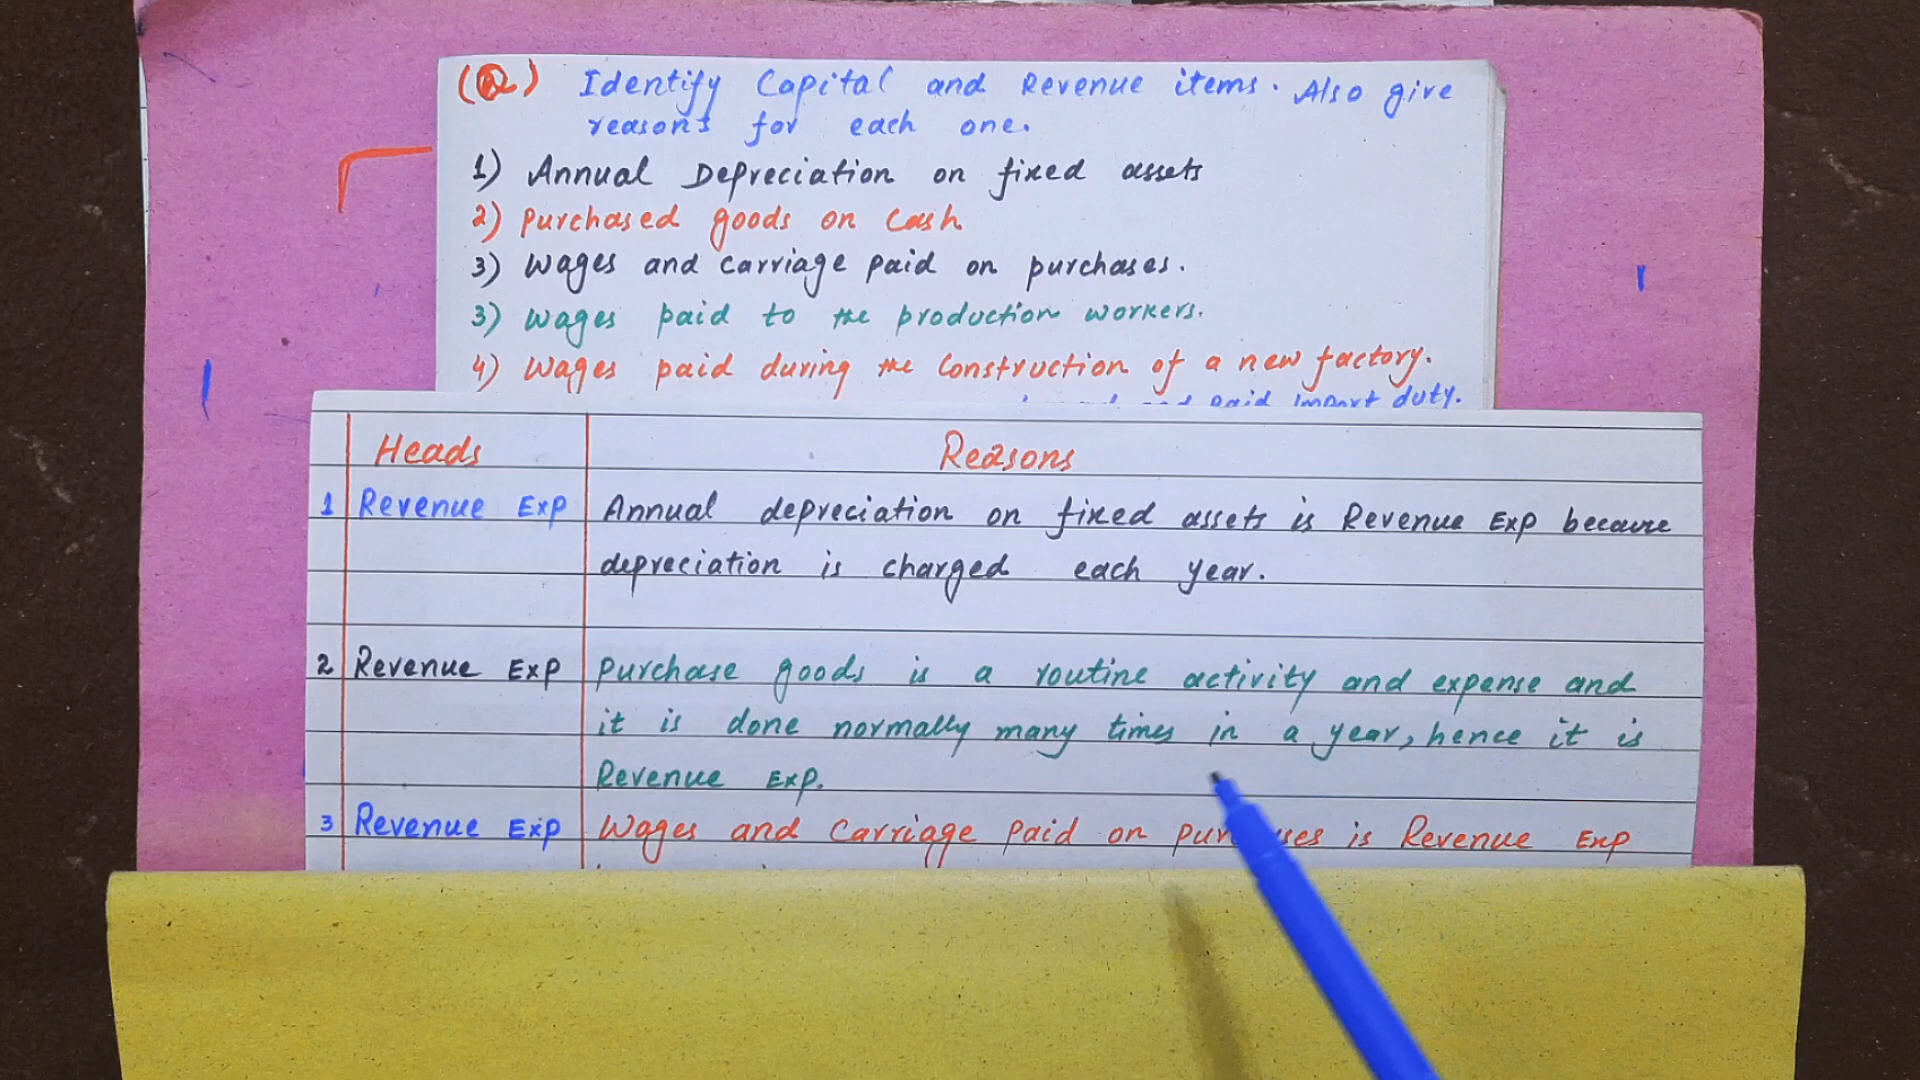 (Q) Identify Capital and Revenue items. Also give
reasons for each one.
1) Annual Depreciation on fixed assets
2) Purchased goods on Cash
3) Wages and Carriage paid on purchases.
3) Wages paid to the production workers.
4) Wages paid during the Construction of a new factory.
and paid import duty.
Heads Reasons
1 Revenue Exp Annual depreciation on fixed assets is Revenue Exp because
depreciation is charged each year.
2 Revenue Exp Purchase goods is a routine activity and expense and
it is done normally many times in a year, hence it is
Revenue Exp.
3 Revenue Exp Wages and Carriage Paid on purchases is Revenue Exp